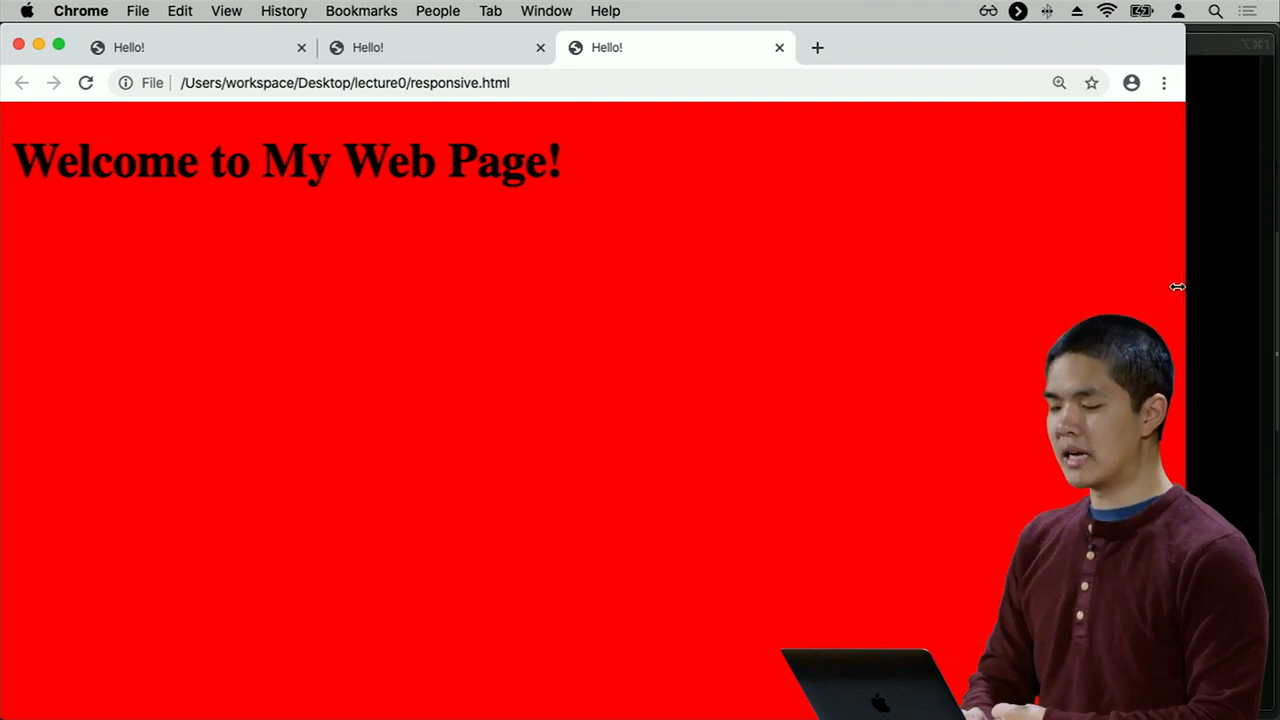 Chrome File Edit View History Bookmarks People Tab Window Help
Hello! Hello! Hello!
File /Users/workspace/Desktop/lecture0/responsive.html
⌥⌘1
Welcome to My Web Page!